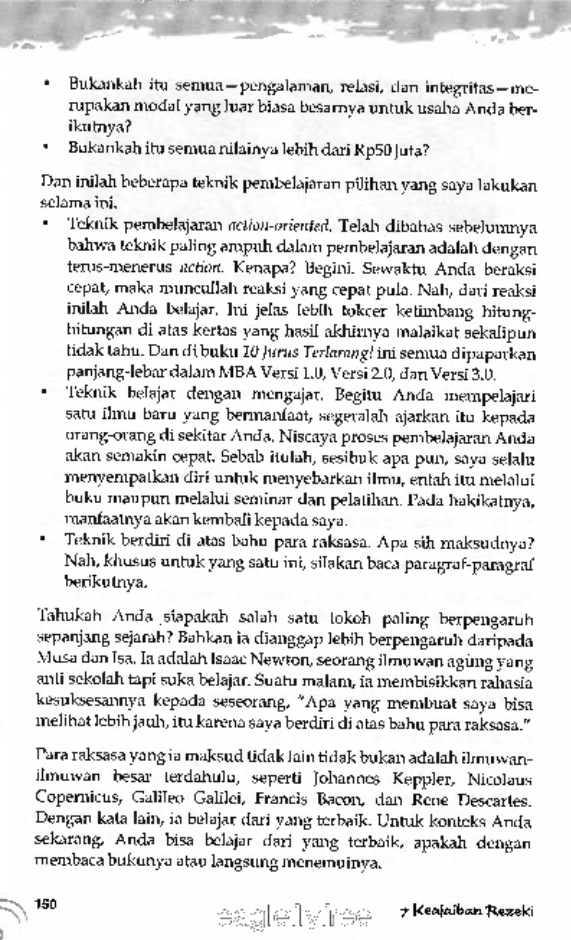 • Bukankah itu semua—pengalaman, relasi, dan integritas—me-
rupakan modal yang luar biasa besarnya untuk usaha Anda ber-
ikutnya?
• Bukankah itu semua nilainya lebih dari Rp50 juta?
Dan inilah beberapa teknik pembelajaran pilihan yang saya lakukan
selama ini.
• Teknik pembelajaran action-oriented. Telah dibahas sebelumnya
bahwa teknik paling ampuh dalam pembelajaran adalah dengan
terus-menerus action. Kenapa? Begini. Sewaktu Anda beraksi
cepat, maka muncullah reaksi yang cepat pula. Nah, dari reaksi
inilah Anda belajar. Ini jelas lebih tokcer ketimbang hitung-
hitungan di atas kertas yang hasil akhirnya malaikat sekalipun
tidak tahu. Dan di buku 10 Jurus Terlarang! ini semua dipaparkan
panjang-lebar dalam MBA Versi 1.0, Versi 2.0, dan Versi 3.0.
• Teknik belajar dengan mengajar. Begitu Anda mempelajari
satu ilmu baru yang bermanfaat, segeralah ajarkan itu kepada
orang-orang di sekitar Anda. Niscaya proses pembelajaran Anda
akan semakin cepat. Sebab itulah, sesibuk apa pun, saya selalu
menyempatkan diri untuk menyebarkan ilmu, entah itu melalui
buku maupun melalui seminar dan pelatihan. Pada hakikatnya,
manfaatnya akan kembali kepada saya.
• Teknik berdiri di atas bahu para raksasa. Apa sih maksudnya?
Nah, khusus untuk yang satu ini, silakan baca paragraf-paragraf
berikutnya.
Tahukah Anda siapakah salah satu tokoh paling berpengaruh
sepanjang sejarah? Bahkan ia dianggap lebih berpengaruh daripada
Musa dan Isa. Ia adalah Isaac Newton, seorang ilmuwan agung yang
anti sekolah tapi suka belajar. Suatu malam, ia membisikkan rahasia
kesuksesannya kepada seseorang, "Apa yang membuat saya bisa
melihat lebih jauh, itu karena saya berdiri di atas bahu para raksasa."
Para raksasa yang ia maksud tidak lain tidak bukan adalah ilmuwan-
ilmuwan besar terdahulu, seperti Johannes Keppler, Nicolaus
Copernicus, Galileo Galilei, Francis Bacon, dan Rene Descartes.
Dengan kata lain, ia belajar dari yang terbaik. Untuk konteks Anda
sekarang, Anda bisa belajar dari yang terbaik, apakah dengan
membaca bukunya atau langsung menemuinya.
150
7 Keajaiban Rezeki